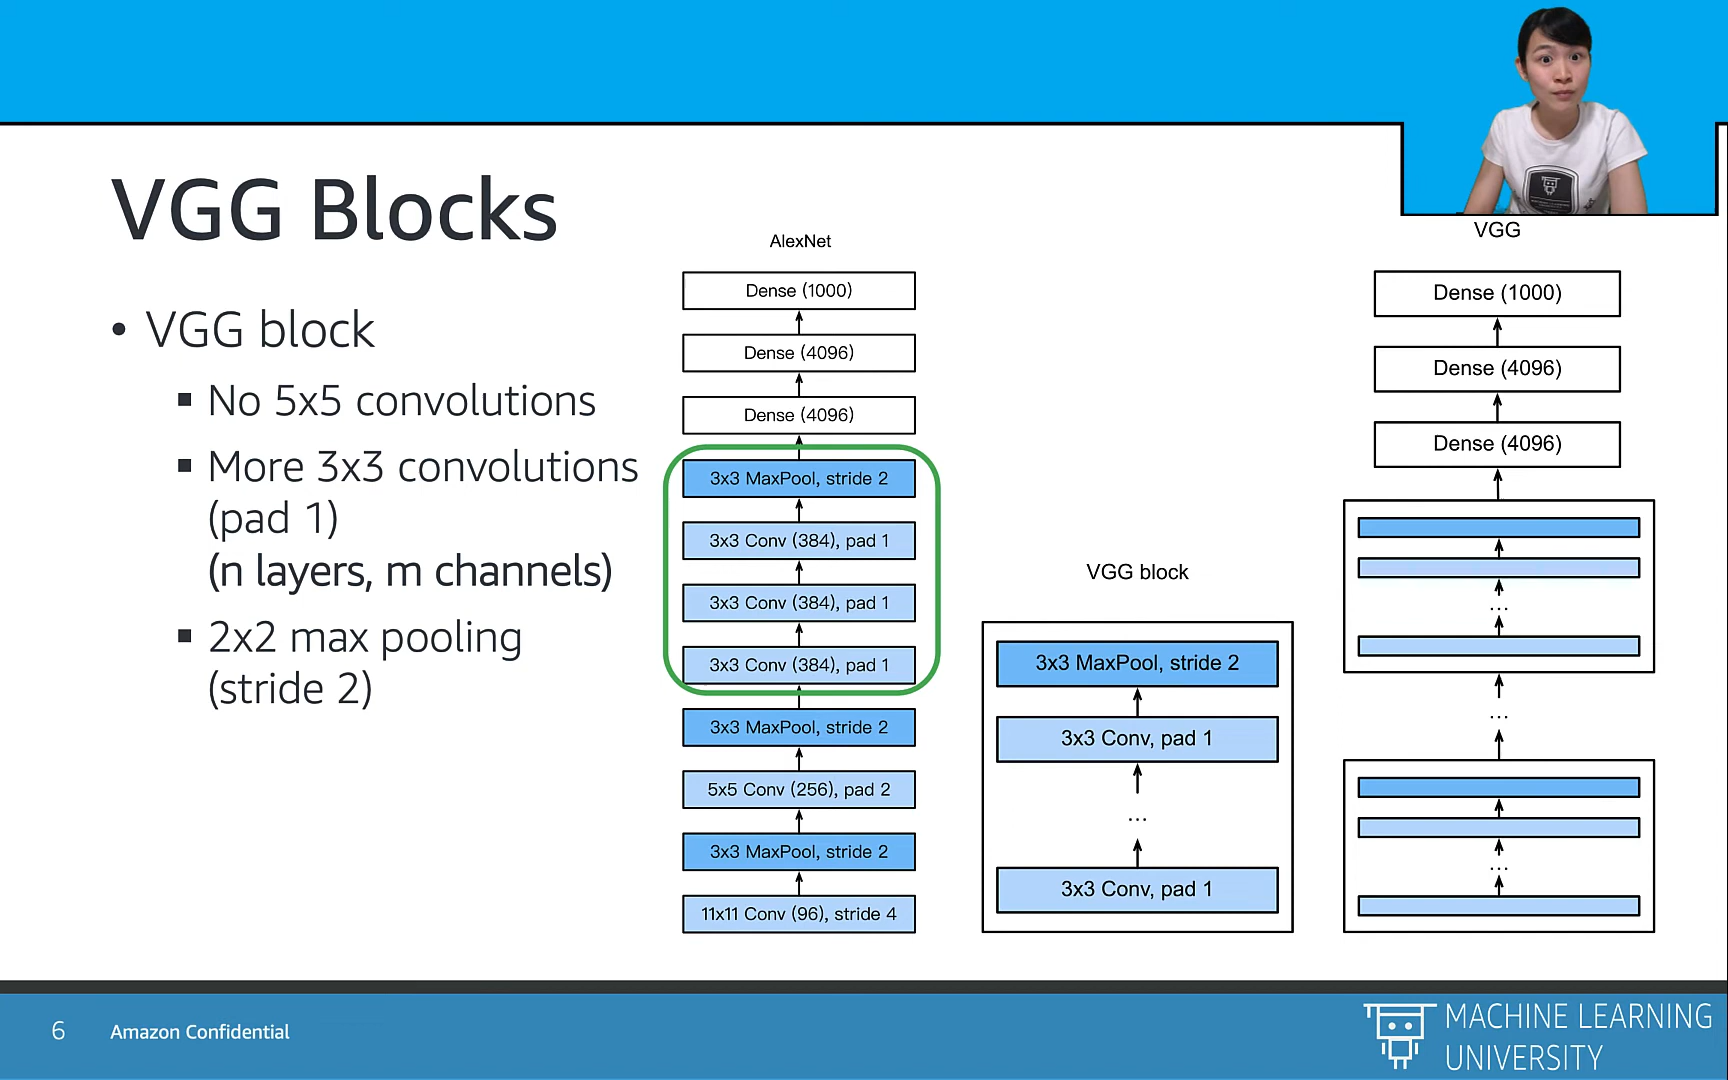 VGG Blocks
• VGG block
▪ No 5x5 convolutions
▪ More 3x3 convolutions
(pad 1)
(n layers, m channels)
▪ 2x2 max pooling
(stride 2)
AlexNet
Dense (1000)
Dense (4096)
Dense (4096)
3x3 MaxPool, stride 2
3x3 Conv (384), pad 1
3x3 Conv (384), pad 1
3x3 Conv (384), pad 1
3x3 MaxPool, stride 2
5x5 Conv (256), pad 2
3x3 MaxPool, stride 2
11x11 Conv (96), stride 4
VGG block
3x3 MaxPool, stride 2
3x3 Conv, pad 1
...
3x3 Conv, pad 1
VGG
Dense (1000)
Dense (4096)
Dense (4096)
...
...
...
6
Amazon Confidential
MACHINE LEARNING
UNIVERSITY